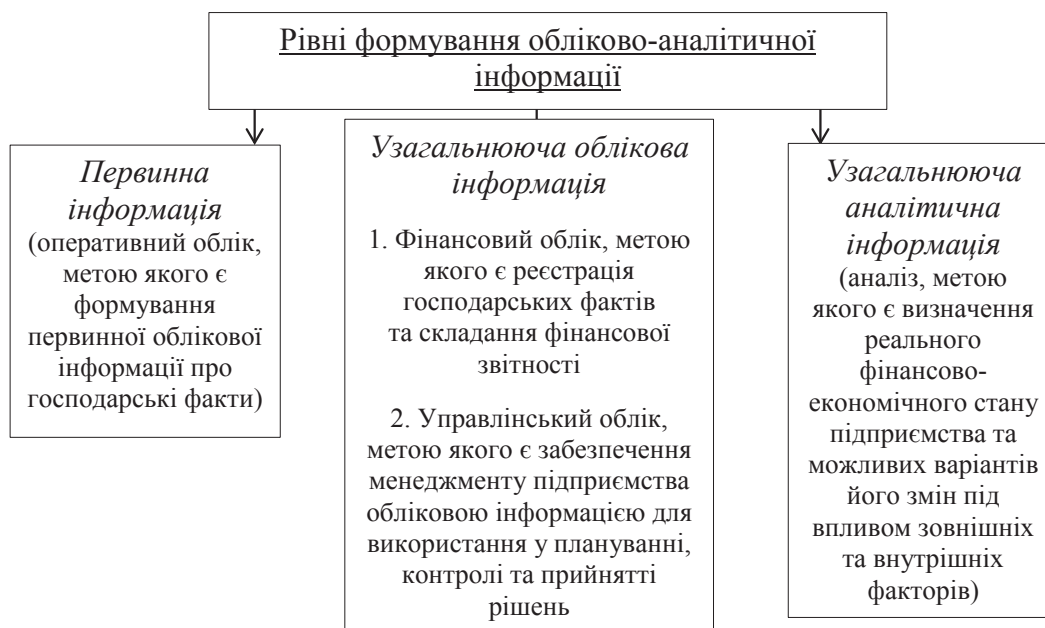 Рівні формування обліково-аналітичної
інформації
Первинна
інформація
(оперативний облік,
метою якого є
формування
первинної облікової
інформації про
господарські факти)
Узагальнююча облікова
інформація
1. Фінансовий облік, метою
якого є реєстрація
господарських фактів
та складання фінансової
звітності
2. Управлінський облік,
метою якого є забезпечення
менеджменту підприємства
обліковою інформацією для
використання у плануванні,
контролі та прийнятті
рішень
Узагальнююча
аналітична
інформація
(аналіз, метою
якого є визначення
реального
фінансово-
економічного стану
підприємства та
можливих варіантів
його змін під
впливом зовнішніх
та внутрішніх
факторів)